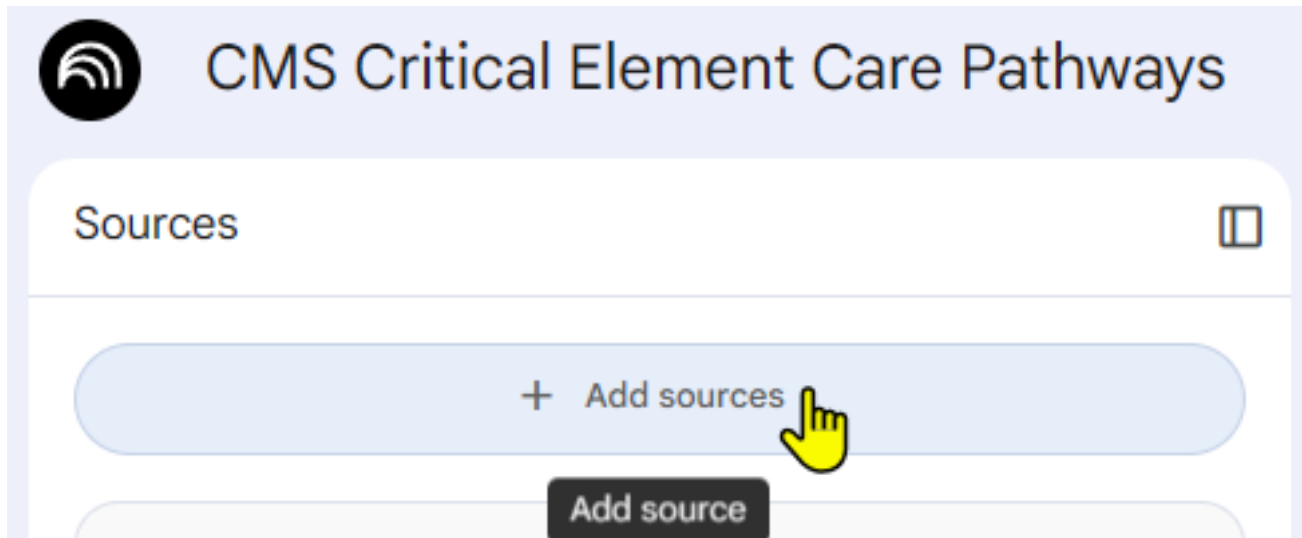 CMS Critical Element Care Pathways
Sources
+ Add sources
Add source